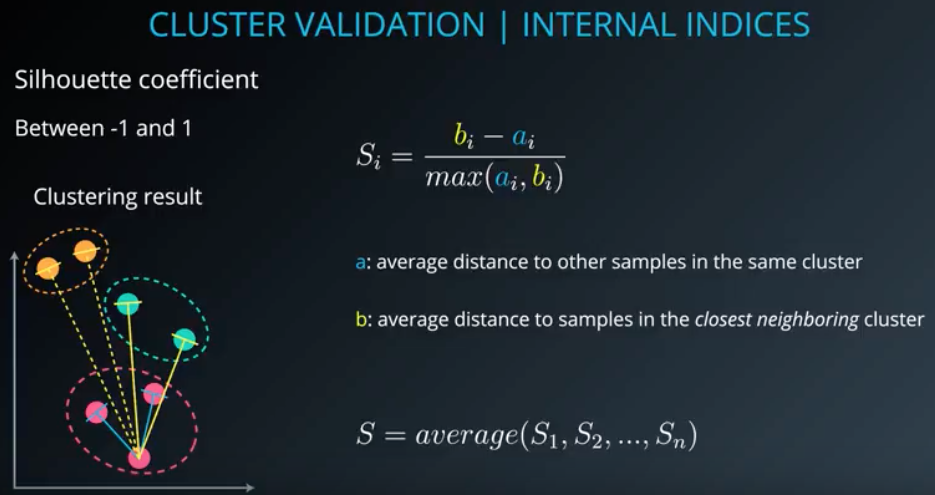 CLUSTER VALIDATION | INTERNAL INDICES
Silhouette coefficient
Between -1 and 1
S_i = (b_i − a_i) / max(a_i, b_i)
Clustering result
a: average distance to other samples in the same cluster
b: average distance to samples in the closest neighboring cluster
S = average(S_1, S_2, ..., S_n)